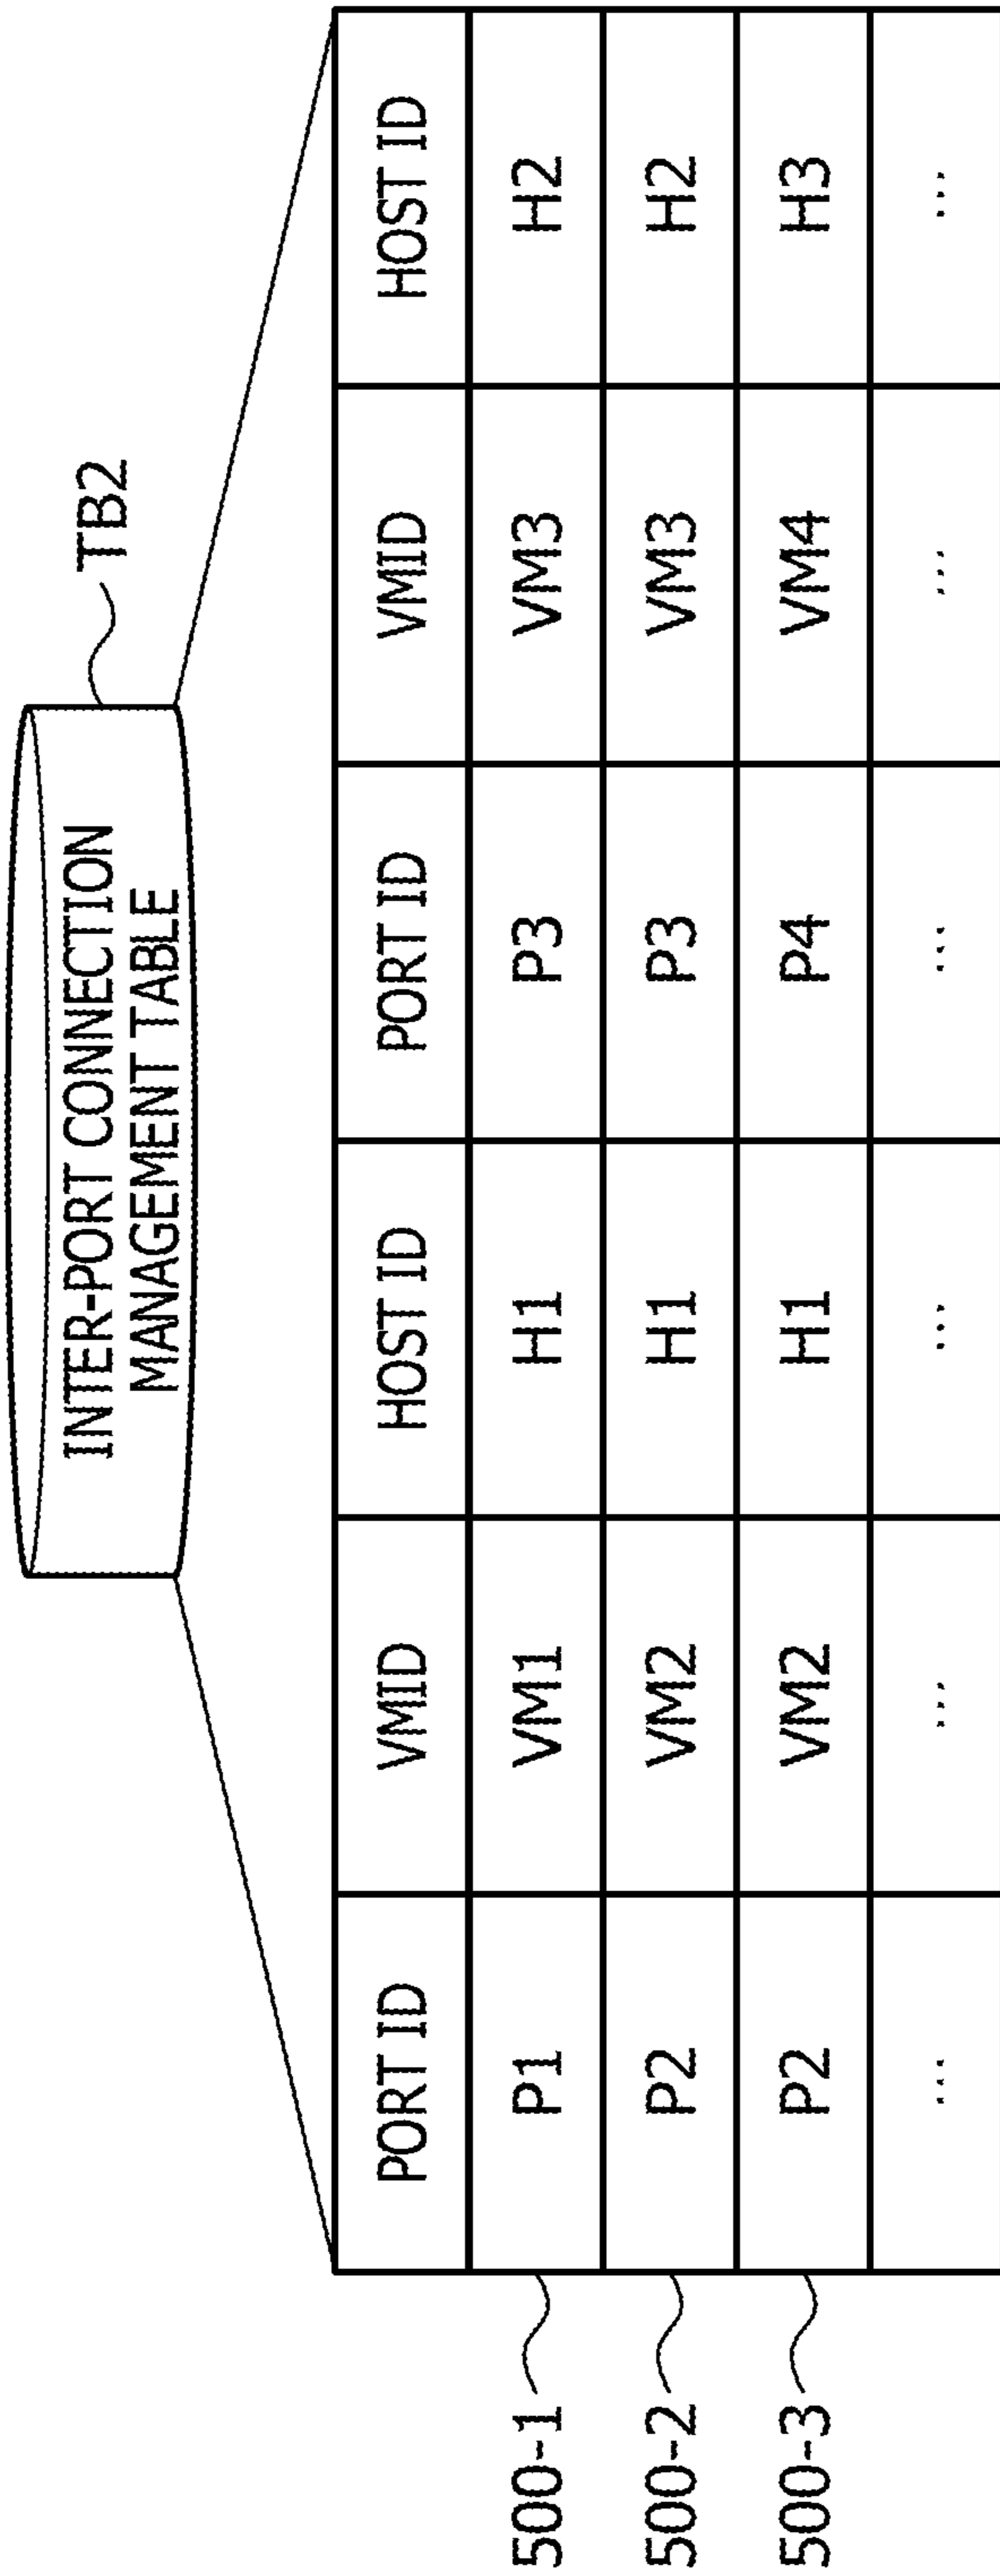 TB2
INTER-PORT CONNECTION
MANAGEMENT TABLE
PORT ID VMID HOST ID PORT ID VMID HOST ID
500-1 P1 VM1 H1 P3 VM3 H2
500-2 P2 VM2 H1 P3 VM3 H2
500-3 P2 VM2 H1 P4 VM4 H3
... ... ... ... ... ...